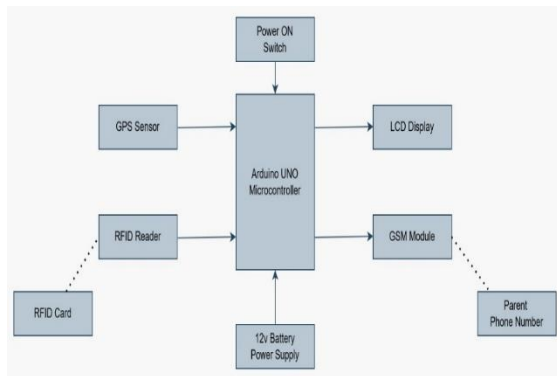 Power ON
Switch
GPS Sensor
LCD Display
Arduino UNO
Microcontroller
RFID Reader
GSM Module
RFID Card
Parent
Phone Number
12v Battery
Power Supply